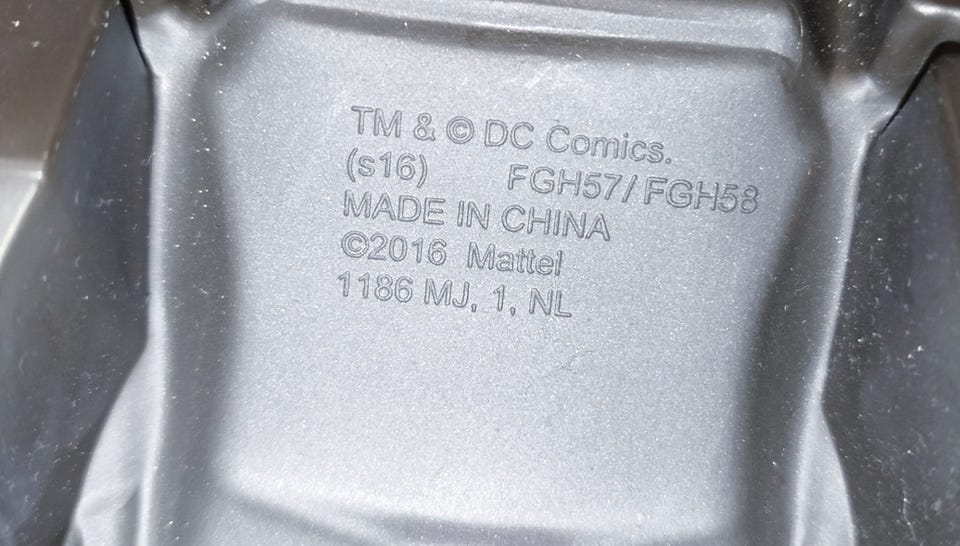 TM & © DC Comics.
(s16) FGH57/FGH58
MADE IN CHINA
©2016 Mattel
1186 MJ, 1, NL